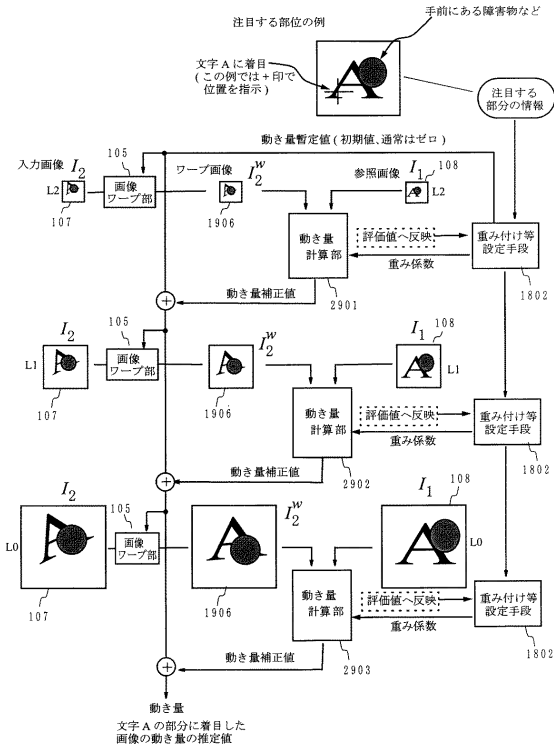 注目する部位の例
手前にある障害物など
文字Aに着目
(この例では+印で
位置を指示)
A
注目する
部分の情報
動き量暫定値(初期値、通常はゼロ)
入力画像 I₂
105
ワープ画像 I₂ʷ
参照画像 I₁
108
L2
画像
ワープ部
L2
107
1906
動き量
計算部
評価値へ反映
重み係数
重み付け等
設定手段
1802
2901
動き量補正値
+
I₂
105
I₂ʷ
I₁
108
L1
画像
ワープ部
L1
107
1906
動き量
計算部
評価値へ反映
重み係数
重み付け等
設定手段
1802
2902
動き量補正値
+
I₂
105
I₂ʷ
I₁
108
L0
画像
ワープ部
L0
107
1906
動き量
計算部
評価値へ反映
重み係数
重み付け等
設定手段
1802
2903
動き量補正値
+
動き量
文字Aの部分に着目した
画像の動き量の推定値